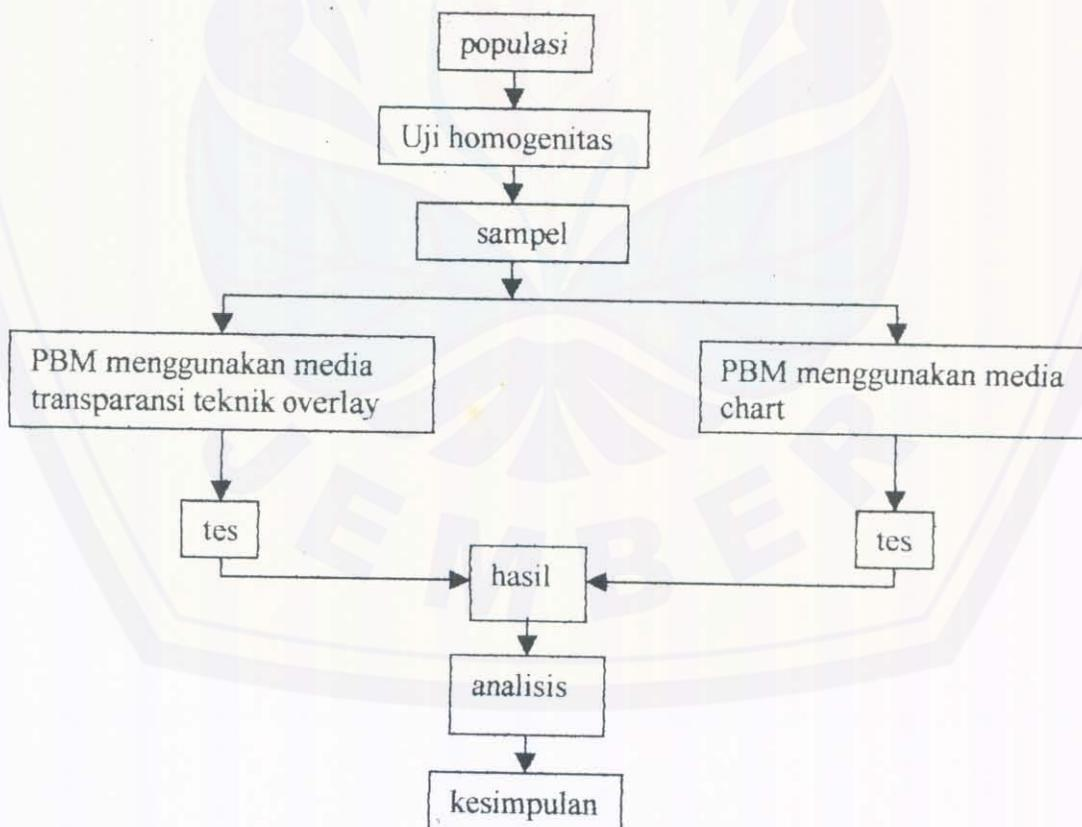 populasi
Uji homogenitas
sampel
PBM menggunakan media
transparansi teknik overlay
PBM menggunakan media
chart
tes
tes
hasil
analisis
kesimpulan
JEMBER